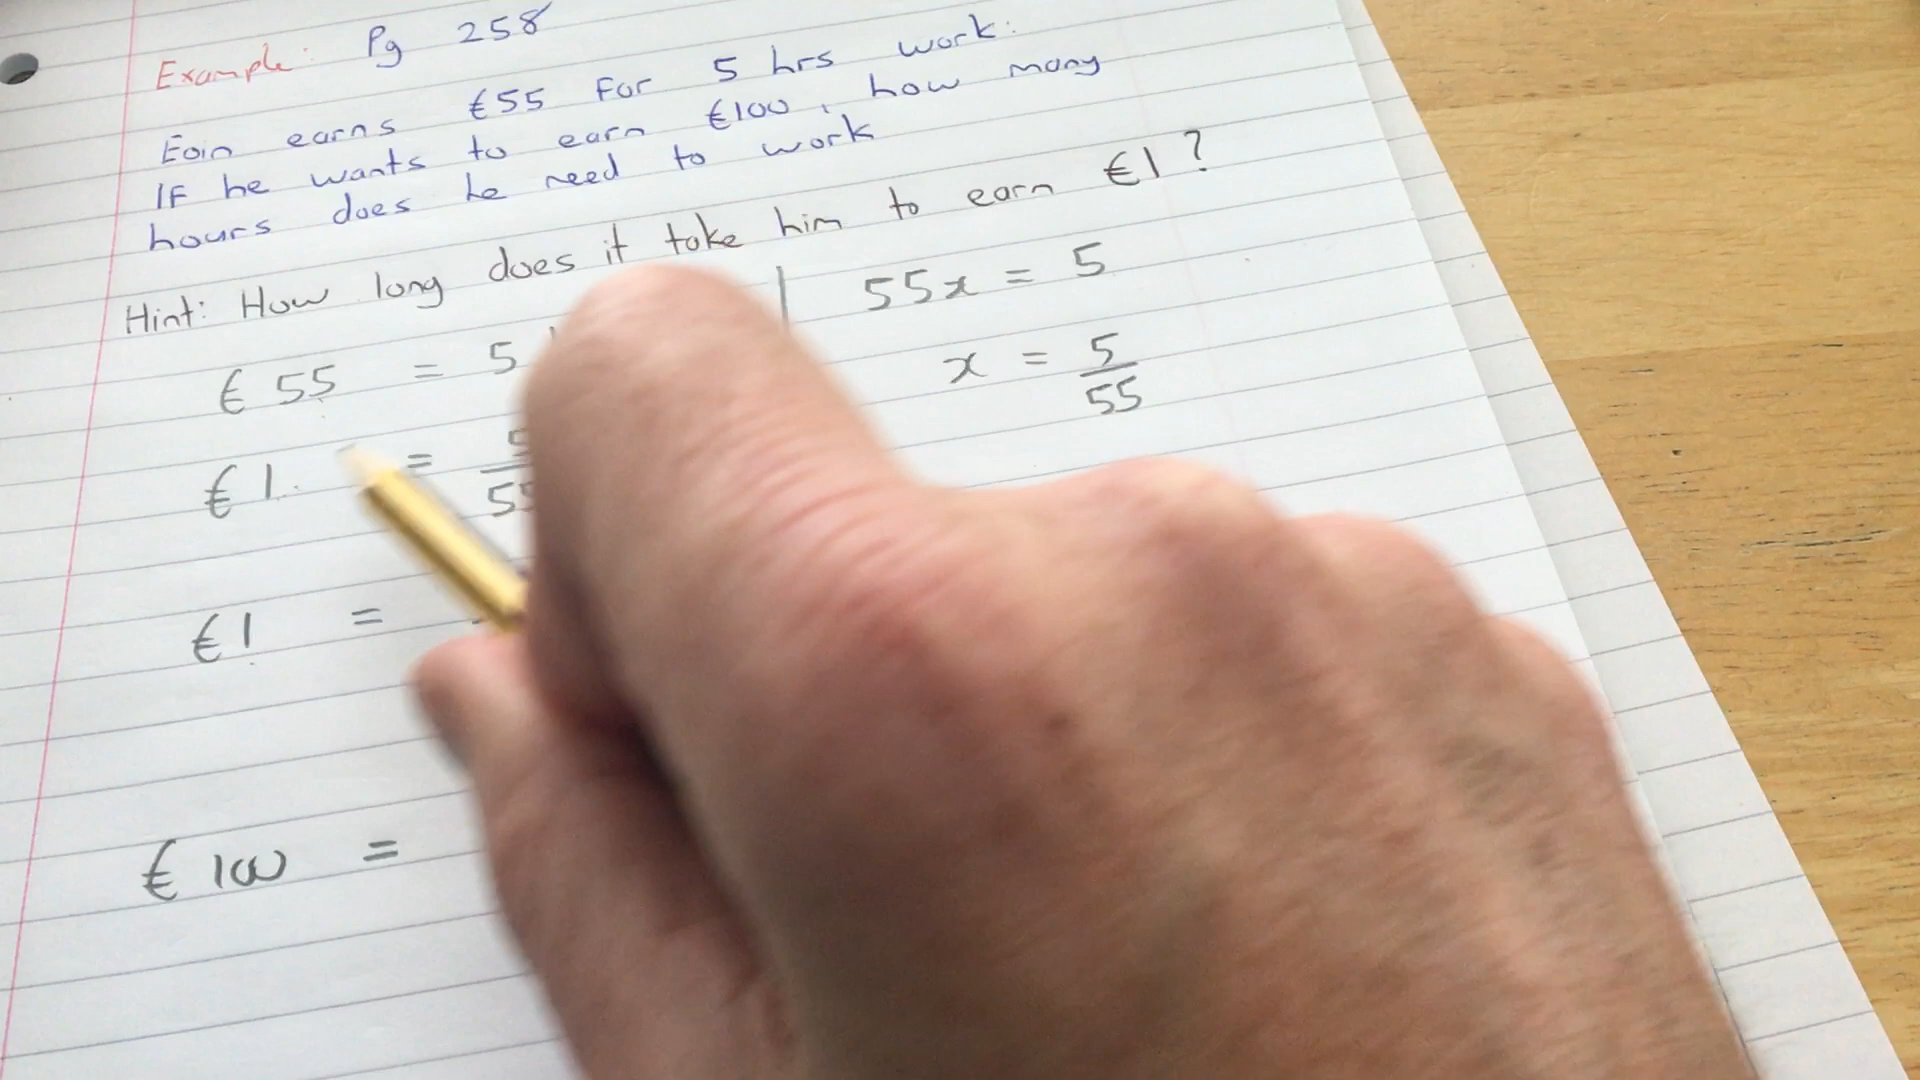 Example: Pg 258
Eoin earns €55 for 5 hrs work.
IF he wants to earn €100, how many
hours does he need to work
Hint: How long does it take him to earn €1?
€55 = 5
55x = 5
x = 5/55
€1 = 5/55
€1 =
€100 =